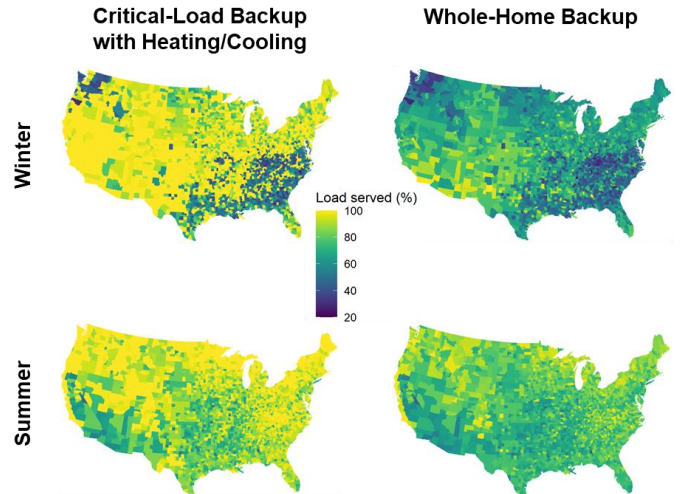 Critical-Load Backup
with Heating/Cooling
Whole-Home Backup
Winter
Load served (%)
100
80
60
40
20
Summer